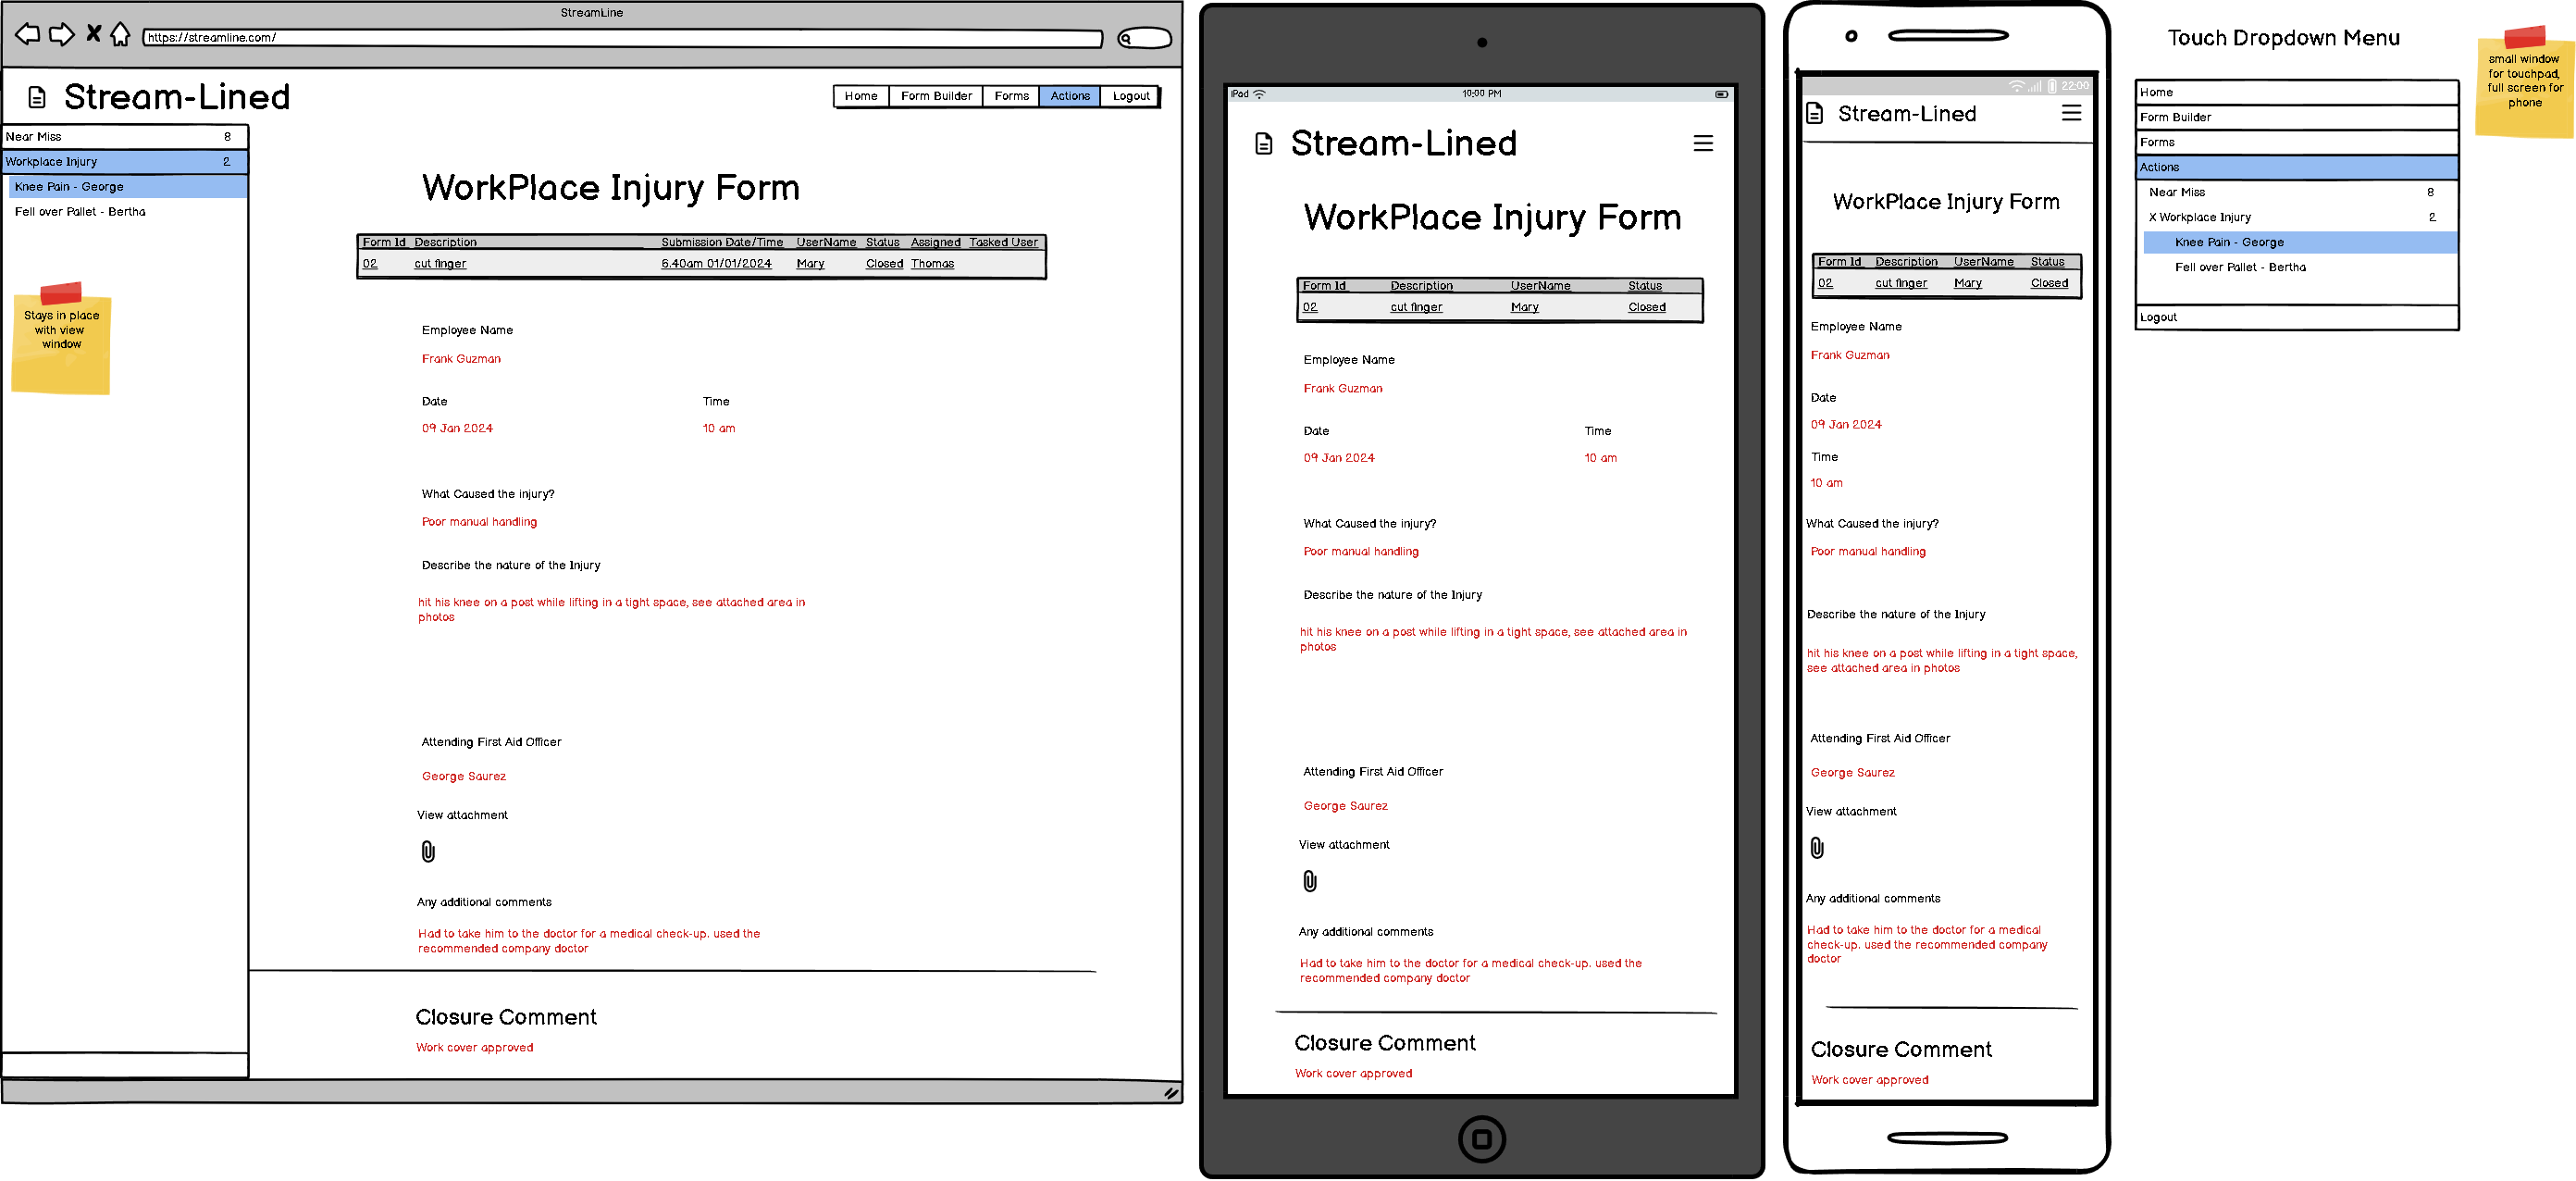 StreamLine
https://streamline.com/
Stream-Lined
Home Form Builder Forms Actions Logout
Near Miss 8
Workplace Injury 2
Knee Pain - George
Fell over Pallet - Bertha
Stays in place
with view
window
WorkPlace Injury Form
Form Id Description Submission Date/Time UserName Status Assigned Tasked User
02 cut finger 6.40am 01/01/2024 Mary Closed Thomas
Employee Name
Frank Guzman
Date Time
09 Jan 2024 10 am
What Caused the injury?
Poor manual handling
Describe the nature of the Injury
hit his knee on a post while lifting in a tight space, see attached area in
photos
Attending First Aid Officer
George Saurez
View attachment
Any additional comments
Had to take him to the doctor for a medical check-up. used the
recommended company doctor
Closure Comment
Work cover approved
iPad 10:00 PM
Stream-Lined
WorkPlace Injury Form
Form Id Description UserName Status
02 cut finger Mary Closed
Employee Name
Frank Guzman
Date Time
09 Jan 2024 10 am
What Caused the injury?
Poor manual handling
Describe the nature of the Injury
hit his knee on a post while lifting in a tight space, see attached area in
photos
Attending First Aid Officer
George Saurez
View attachment
Any additional comments
Had to take him to the doctor for a medical check-up. used the
recommended company doctor
Closure Comment
Work cover approved
22:00
Stream-Lined
WorkPlace Injury Form
Form Id Description UserName Status
02 cut finger Mary Closed
Employee Name
Frank Guzman
Date
09 Jan 2024
Time
10 am
What Caused the injury?
Poor manual handling
Describe the nature of the Injury
hit his knee on a post while lifting in a tight space,
see attached area in photos
Attending First Aid Officer
George Saurez
View attachment
Any additional comments
Had to take him to the doctor for a medical
check-up. used the recommended company
doctor
Closure Comment
Work cover approved
Touch Dropdown Menu
Home
Form Builder
Forms
Actions
Near Miss 8
X Workplace Injury 2
Knee Pain - George
Fell over Pallet - Bertha
Logout
small window
for touchpad,
full screen for
phone